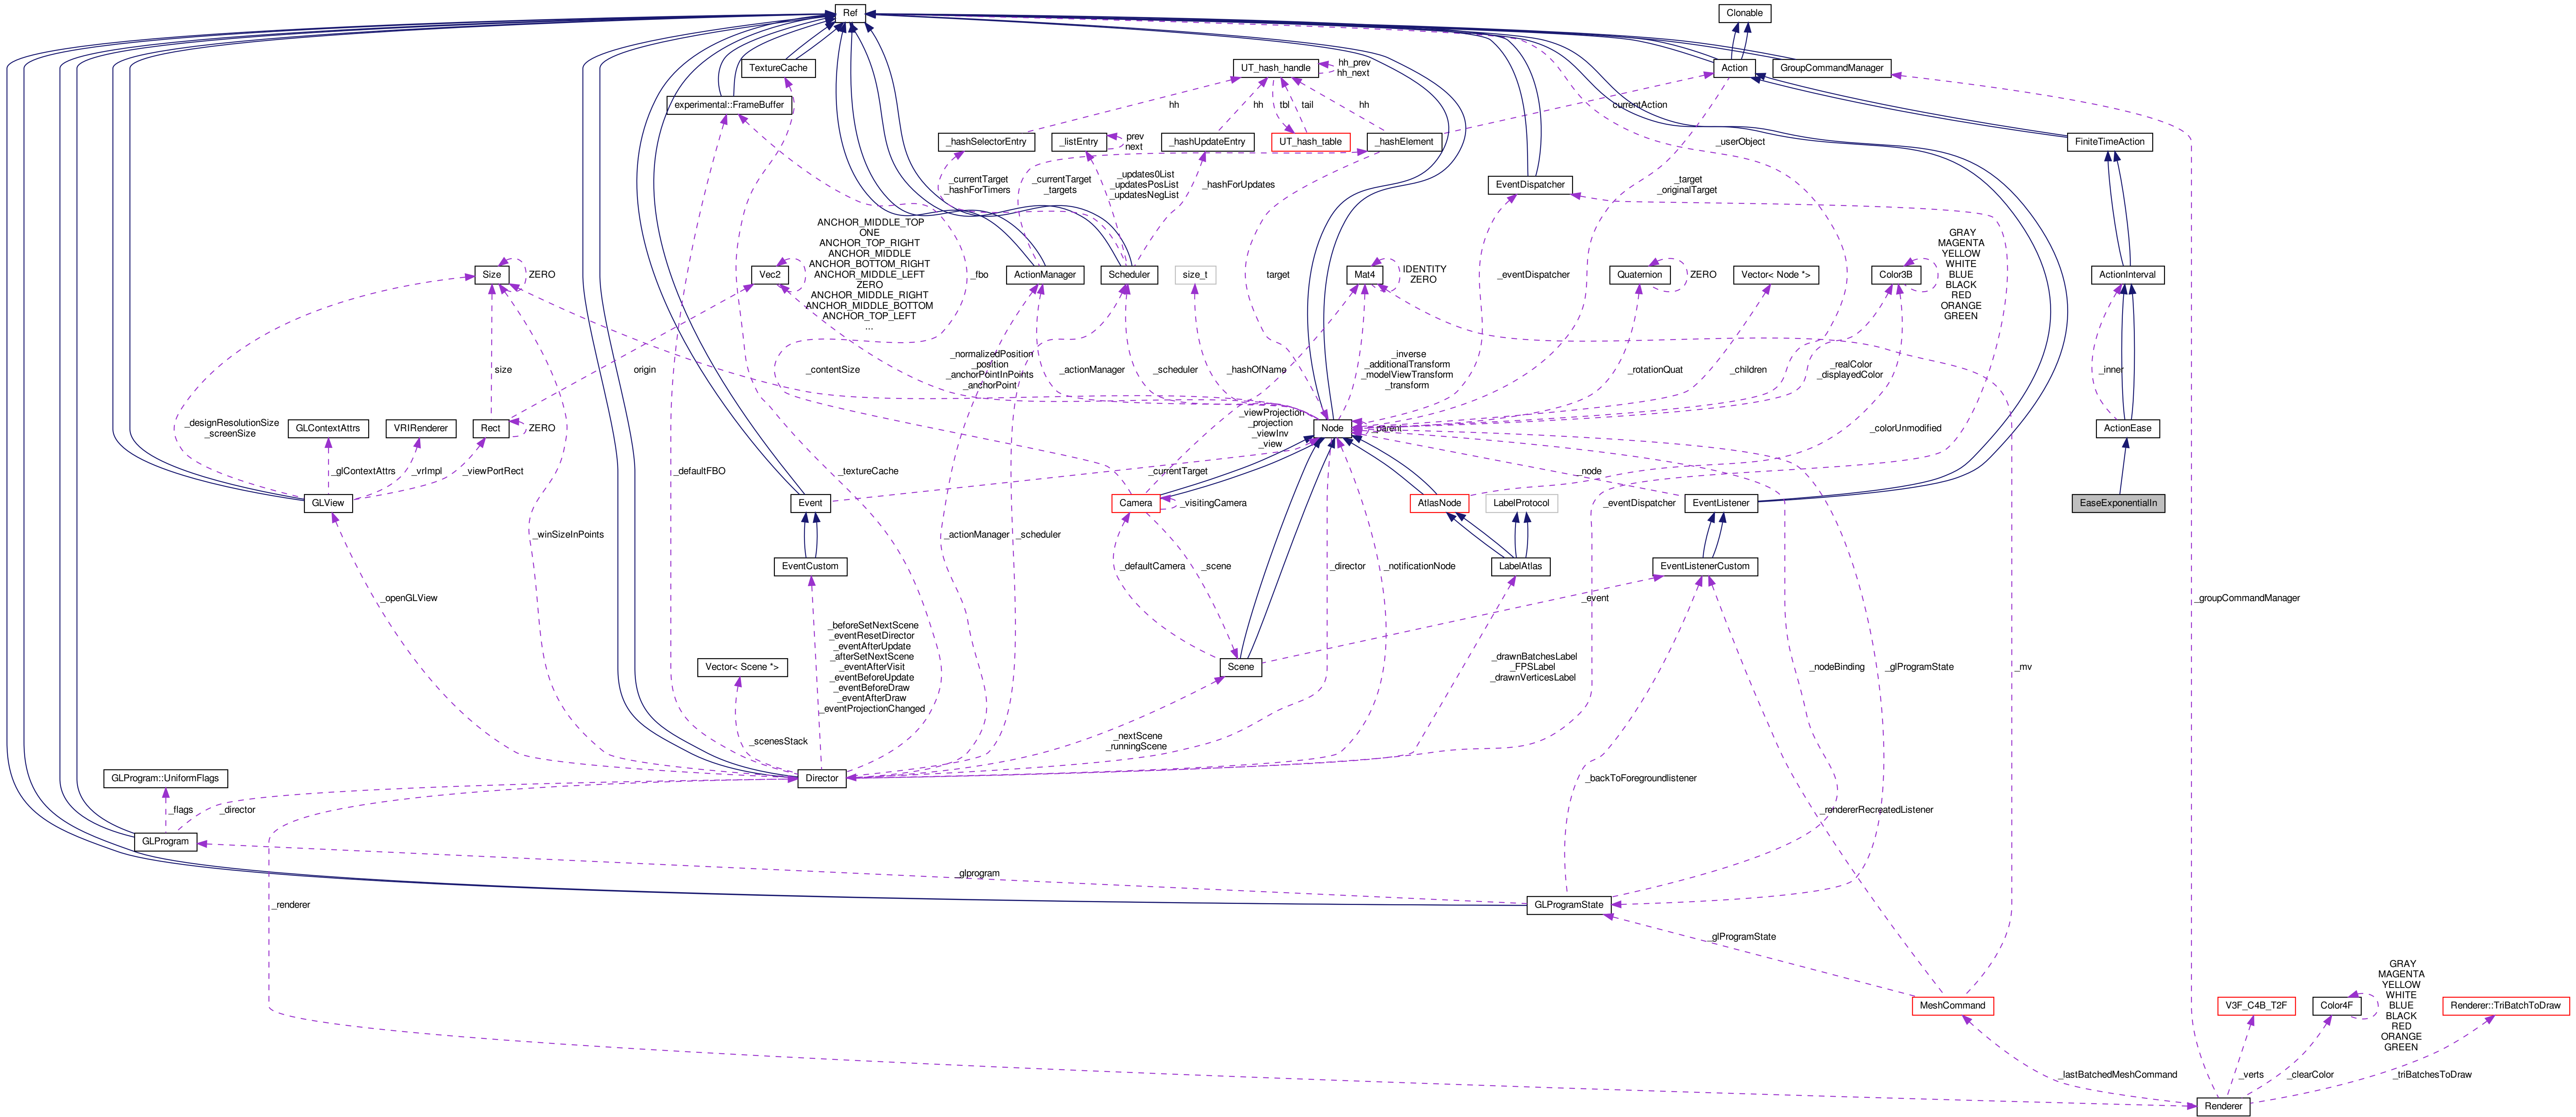 Ref
Clonable
TextureCache
UT_hash_handle
hh_prev
hh_next
Action
GroupCommandManager
experimental::FrameBuffer
hh
hh
tbl
tail
hh
currentAction
_hashSelectorEntry
_listEntry
prev
next
_hashUpdateEntry
UT_hash_table
_hashElement
_userObject
FiniteTimeAction
_currentTarget
_hashForTimers
_currentTarget
_targets
_updates0List
_updatesPosList
_updatesNegList
_hashForUpdates
EventDispatcher
_target
_originalTarget
ANCHOR_MIDDLE_TOP
ONE
ANCHOR_TOP_RIGHT
ANCHOR_MIDDLE
ANCHOR_BOTTOM_RIGHT
ANCHOR_MIDDLE_LEFT
ZERO
ANCHOR_MIDDLE_RIGHT
ANCHOR_MIDDLE_BOTTOM
ANCHOR_TOP_LEFT
...
GRAY
MAGENTA
YELLOW
WHITE
BLUE
BLACK
RED
ORANGE
GREEN
Size
ZERO
Vec2
_fbo
ActionManager
Scheduler
size_t
target
Mat4
IDENTITY
ZERO
_eventDispatcher
Quaternion
ZERO
Vector< Node *>
Color3B
ActionInterval
size
origin
_contentSize
_normalizedPosition
_position
_anchorPointInPoints
_anchorPoint
_actionManager
_scheduler
_hashOfName
_inverse
_additionalTransform
_modelViewTransform
_transform
_rotationQuat
_children
_realColor
_displayedColor
_inner
_designResolutionSize
_screenSize
GLContextAttrs
VRIRenderer
Rect
ZERO
_viewProjection
_projection
_viewInv
_view
Node
_parent
_colorUnmodified
ActionEase
_glContextAttrs
_vrImpl
_viewPortRect
_defaultFBO
_textureCache
_currentTarget
_node
GLView
Event
Camera
_visitingCamera
AtlasNode
LabelProtocol
_eventDispatcher
EventListener
EaseExponentialIn
_winSizeInPoints
_actionManager
_scheduler
EventCustom
_defaultCamera
_scene
_director
_notificationNode
LabelAtlas
EventListenerCustom
_openGLView
_event
_groupCommandManager
_beforeSetNextScene
_eventResetDirector
_eventAfterUpdate
_afterSetNextScene
_eventAfterVisit
_eventBeforeUpdate
_eventBeforeDraw
_eventAfterDraw
_eventProjectionChanged
Vector< Scene *>
Scene
_drawnBatchesLabel
_FPSLabel
_drawnVerticesLabel
_nodeBinding
_glProgramState
_mv
_scenesStack
_nextScene
_runningScene
GLProgram::UniformFlags
Director
_backToForegroundlistener
_flags
_director
_rendererRecreatedListener
GLProgram
_glprogram
_renderer
GLProgramState
_glProgramState
GRAY
MAGENTA
YELLOW
WHITE
BLUE
BLACK
RED
ORANGE
GREEN
MeshCommand
V3F_C4B_T2F
Color4F
Renderer::TriBatchToDraw
_lastBatchedMeshCommand
_verts
_clearColor
_triBatchesToDraw
Renderer